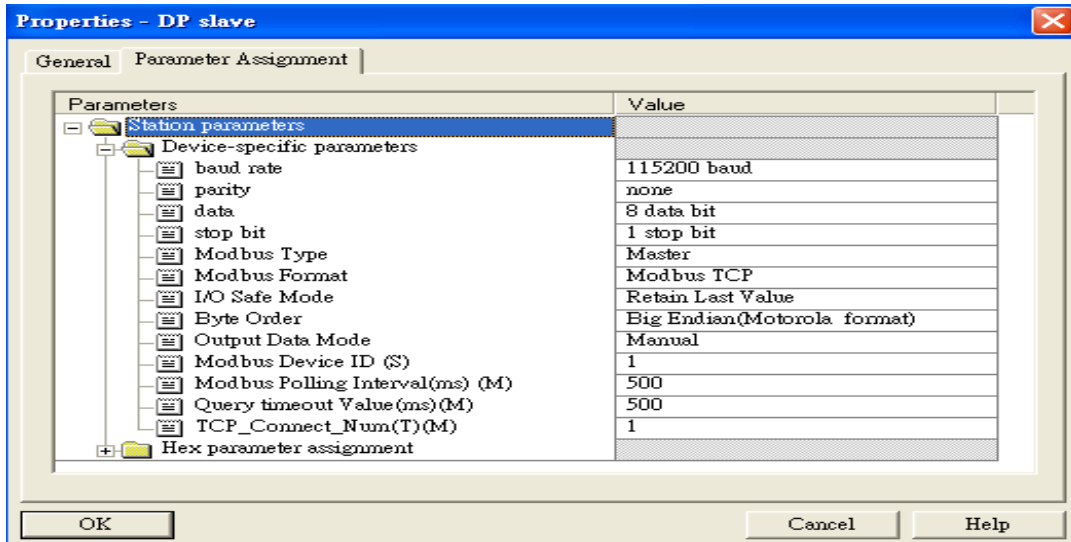 Properties - DP slave
General Parameter Assignment
Parameters Value
Station parameters
Device-specific parameters
baud rate 115200 baud
parity none
data 8 data bit
stop bit 1 stop bit
Modbus Type Master
Modbus Format Modbus TCP
I/O Safe Mode Retain Last Value
Byte Order Big Endian(Motorola format)
Output Data Mode Manual
Modbus Device ID (S) 1
Modbus Polling Interval(ms) (M) 500
Query timeout Value(ms)(M) 500
TCP_Connect_Num(T)(M) 1
Hex parameter assignment
OK Cancel Help